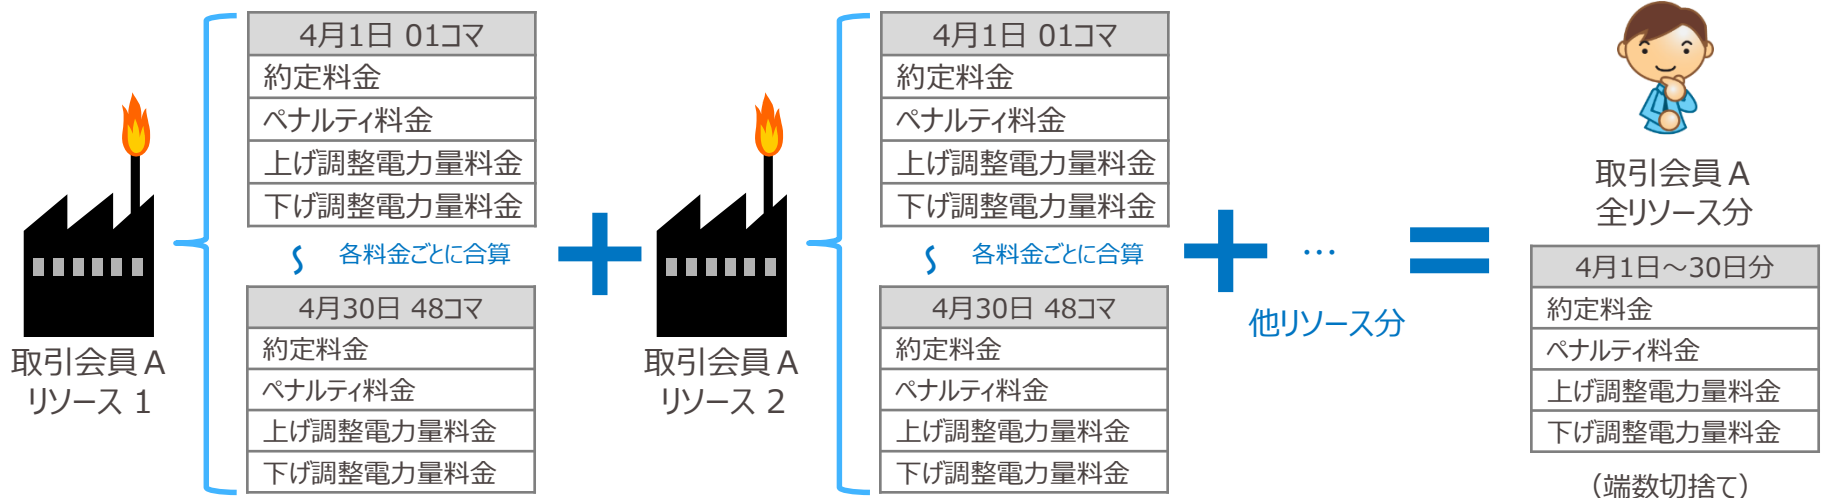 4月1日 01コマ
約定料金
ペナルティ料金
上げ調整電力量料金
下げ調整電力量料金
各料金ごとに合算
4月30日 48コマ
約定料金
ペナルティ料金
上げ調整電力量料金
下げ調整電力量料金
取引会員A
リソース 1
+
4月1日 01コマ
約定料金
ペナルティ料金
上げ調整電力量料金
下げ調整電力量料金
各料金ごとに合算
4月30日 48コマ
約定料金
ペナルティ料金
上げ調整電力量料金
下げ調整電力量料金
取引会員A
リソース 2
+ …
他リソース分
=
取引会員A
全リソース分
4月1日～30日分
約定料金
ペナルティ料金
上げ調整電力量料金
下げ調整電力量料金
（端数切捨て）